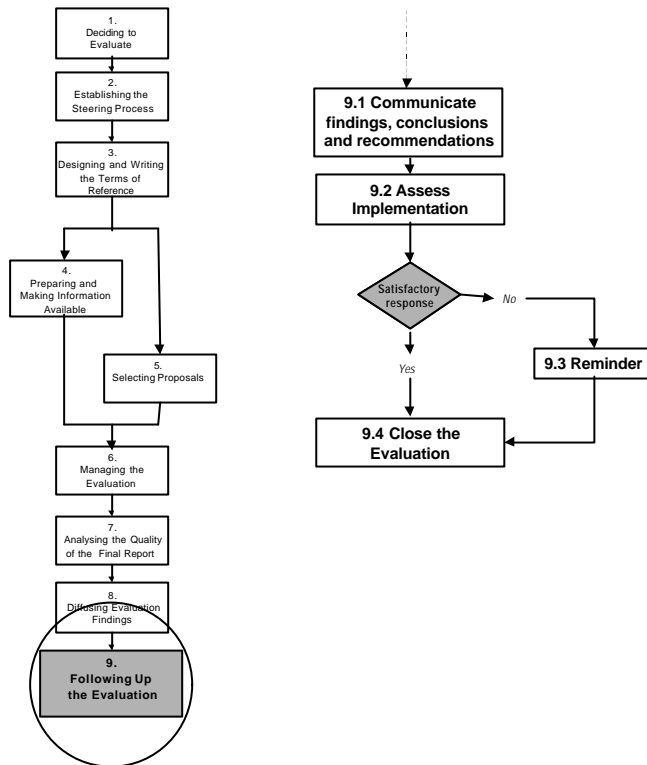 1.
Deciding to
Evaluate
2.
Establishing the
Steering Process
3.
Designing and Writing
the Terms of
Reference
4.
Preparing and
Making Information
Available
5.
Selecting Proposals
6.
Managing the
Evaluation
7.
Analysing the Quality
of the Final Report
8.
Diffusing Evaluation
Findings
9.
Following Up
the Evaluation
9.1 Communicate
findings, conclusions
and recommendations
9.2 Assess
Implementation
Satisfactory
response
No
Yes
9.3 Reminder
9.4 Close the
Evaluation